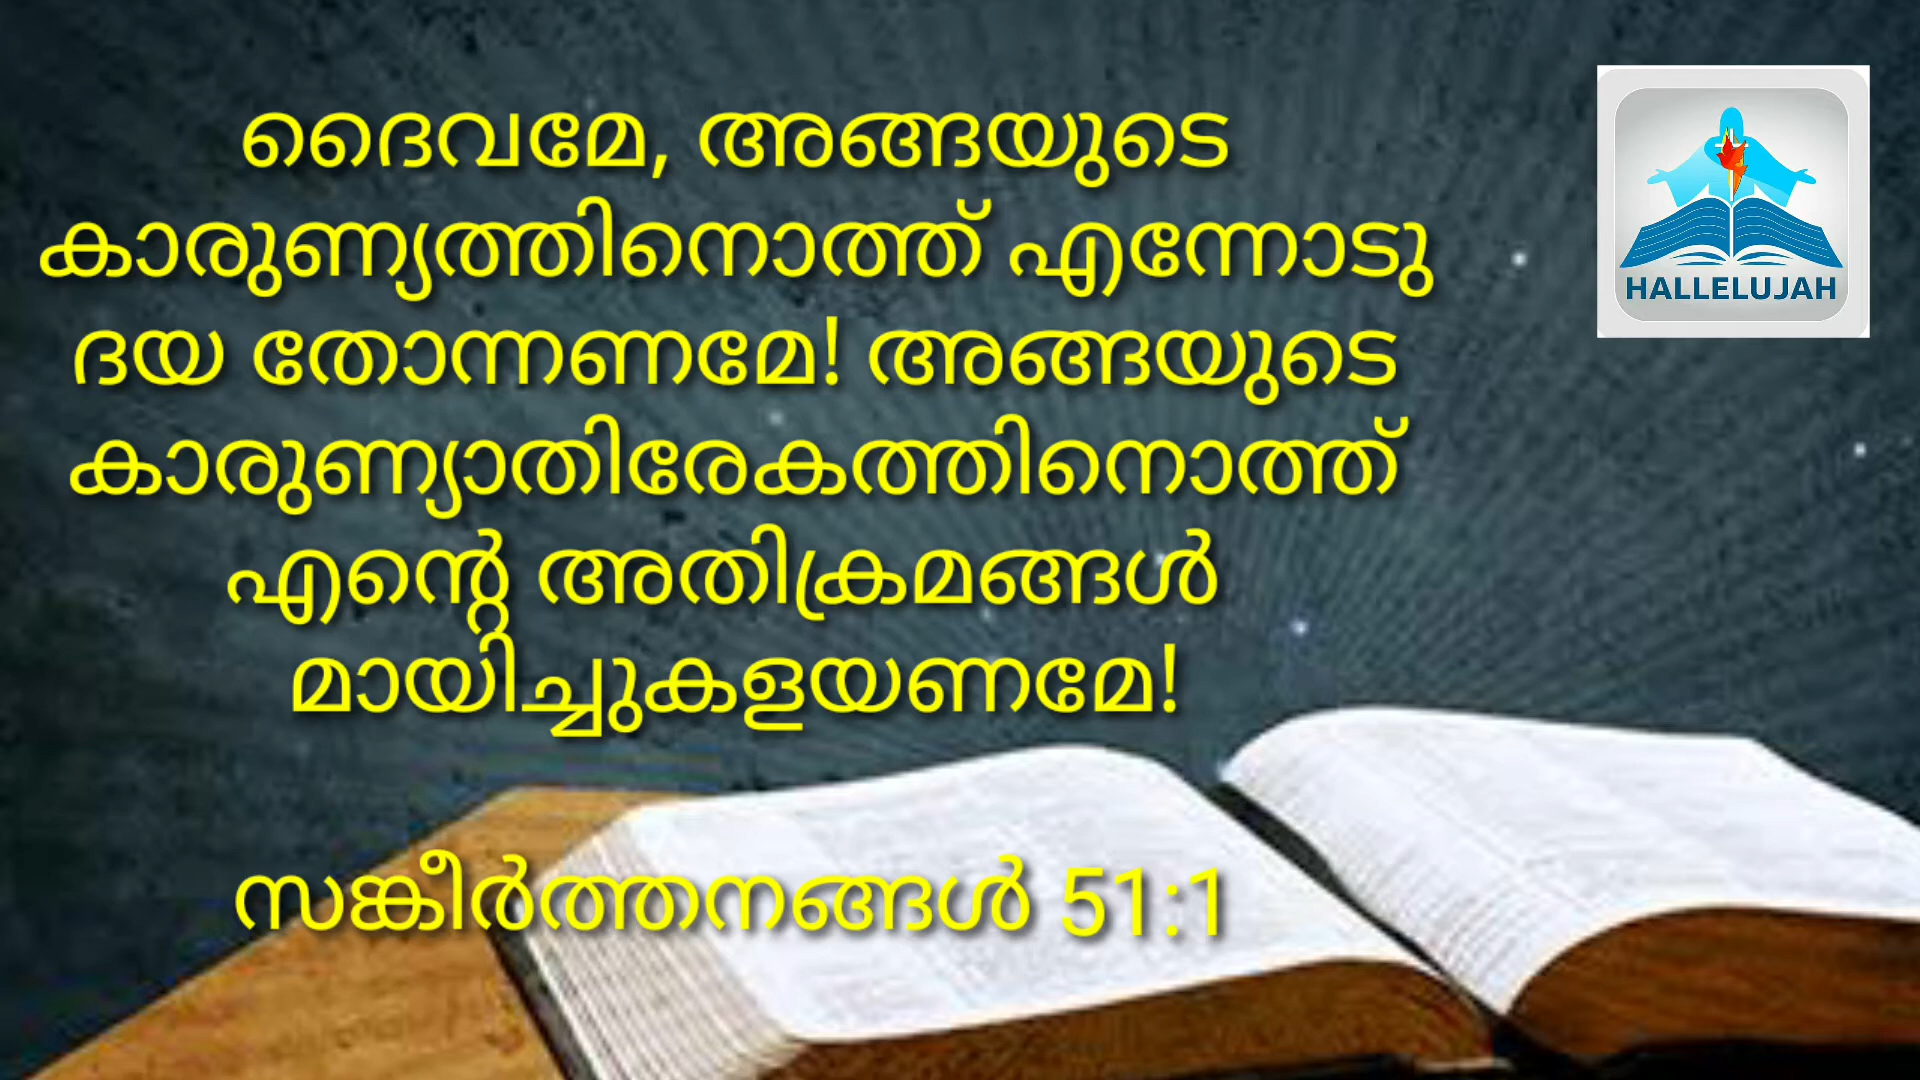 ദൈവമേ, അങ്ങയുടെ
കാരുണ്യത്തിനൊത്ത് എന്നോടു
ദയ തോന്നണമേ! അങ്ങയുടെ
കാരുണ്യാതിരേകത്തിനൊത്ത്
എന്റെ അതിക്രമങ്ങൾ
മായിച്ചുകളയണമേ!
സങ്കീർത്തനങ്ങൾ 51:1
HALLELUJAH